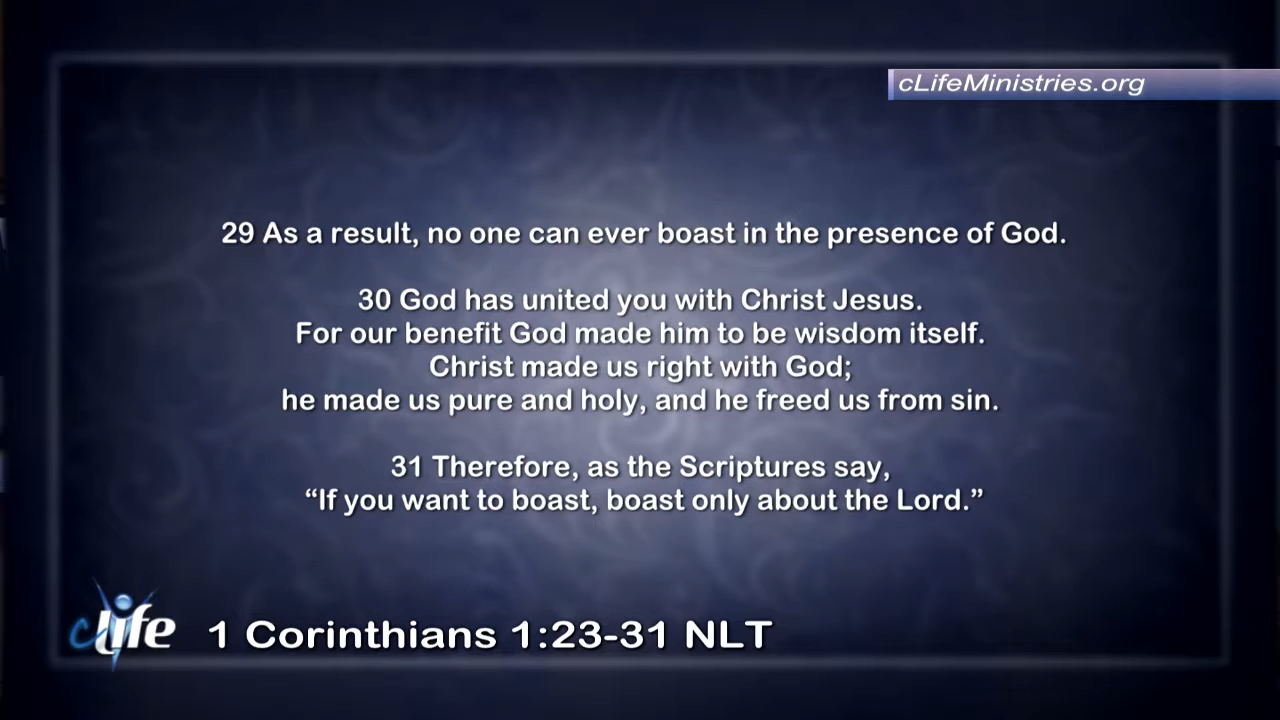 cLifeMinistries.org
29 As a result, no one can ever boast in the presence of God.
30 God has united you with Christ Jesus.
For our benefit God made him to be wisdom itself.
Christ made us right with God;
he made us pure and holy, and he freed us from sin.
31 Therefore, as the Scriptures say,
“If you want to boast, boast only about the Lord.”
cLife
1 Corinthians 1:23-31 NLT